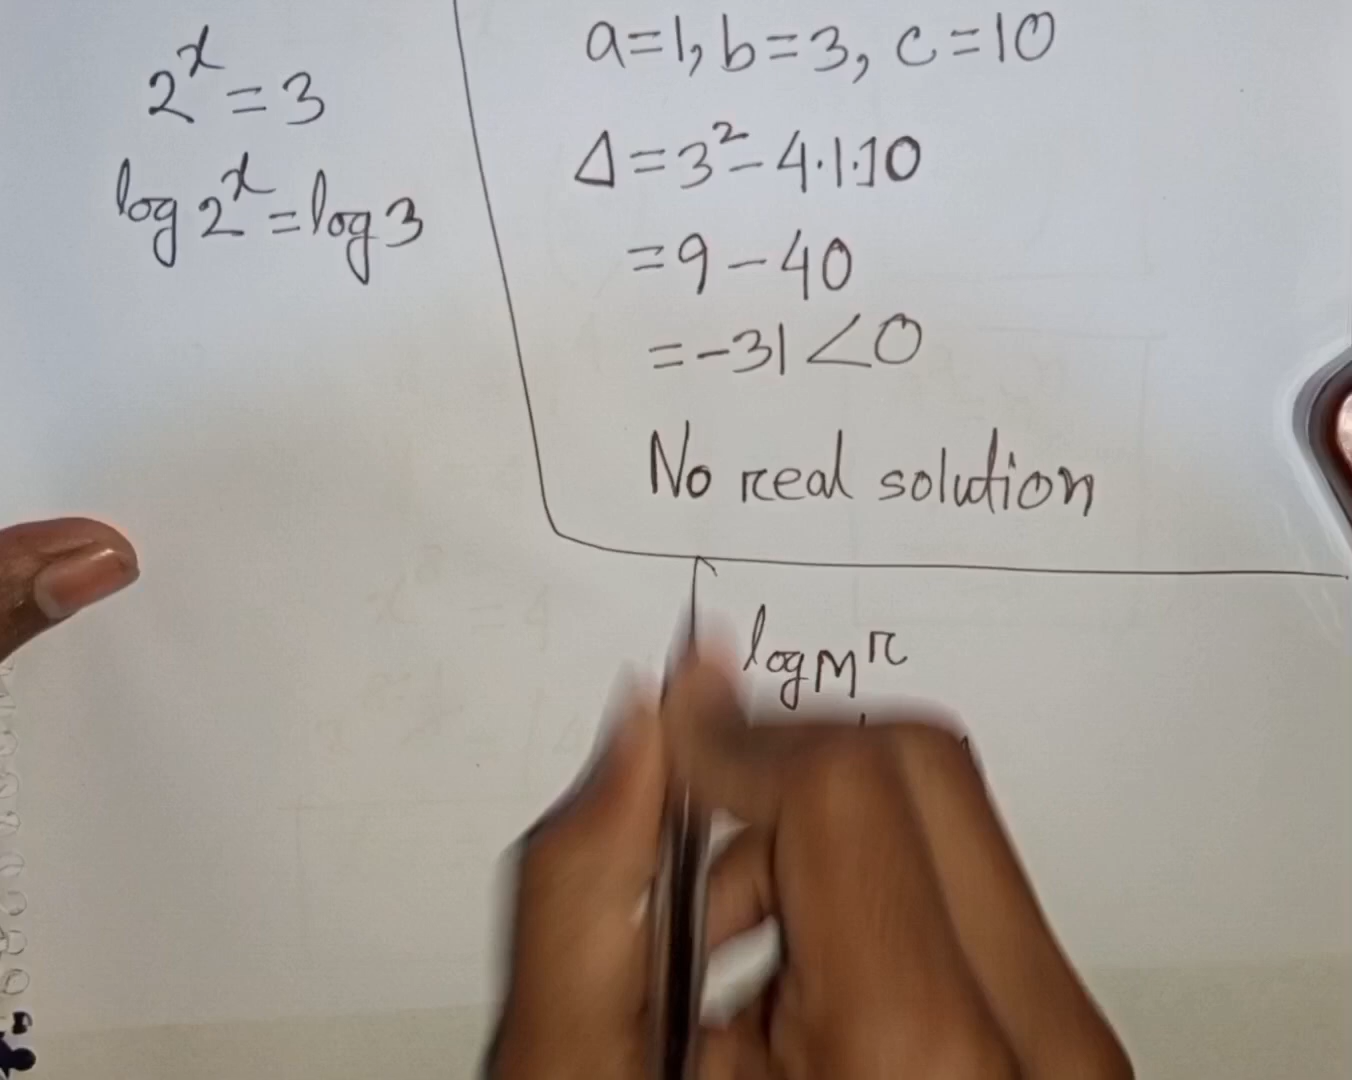 2^x = 3
log 2^x = log 3
a=1, b=3, c=10
Δ = 3² - 4·1·10
= 9 - 40
= -31 < 0
No real solution
log M^r